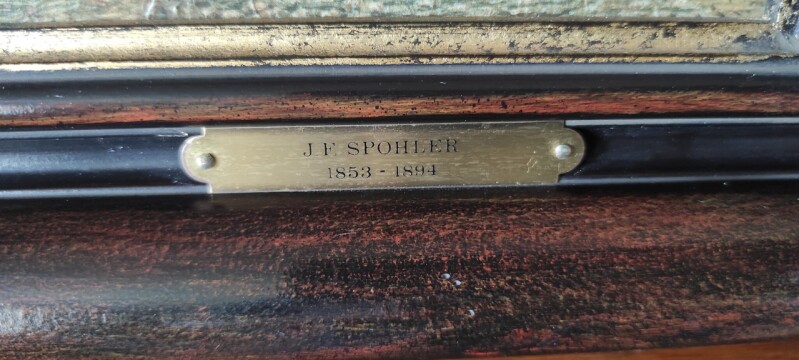 J F SPOHLER
1853 - 1894